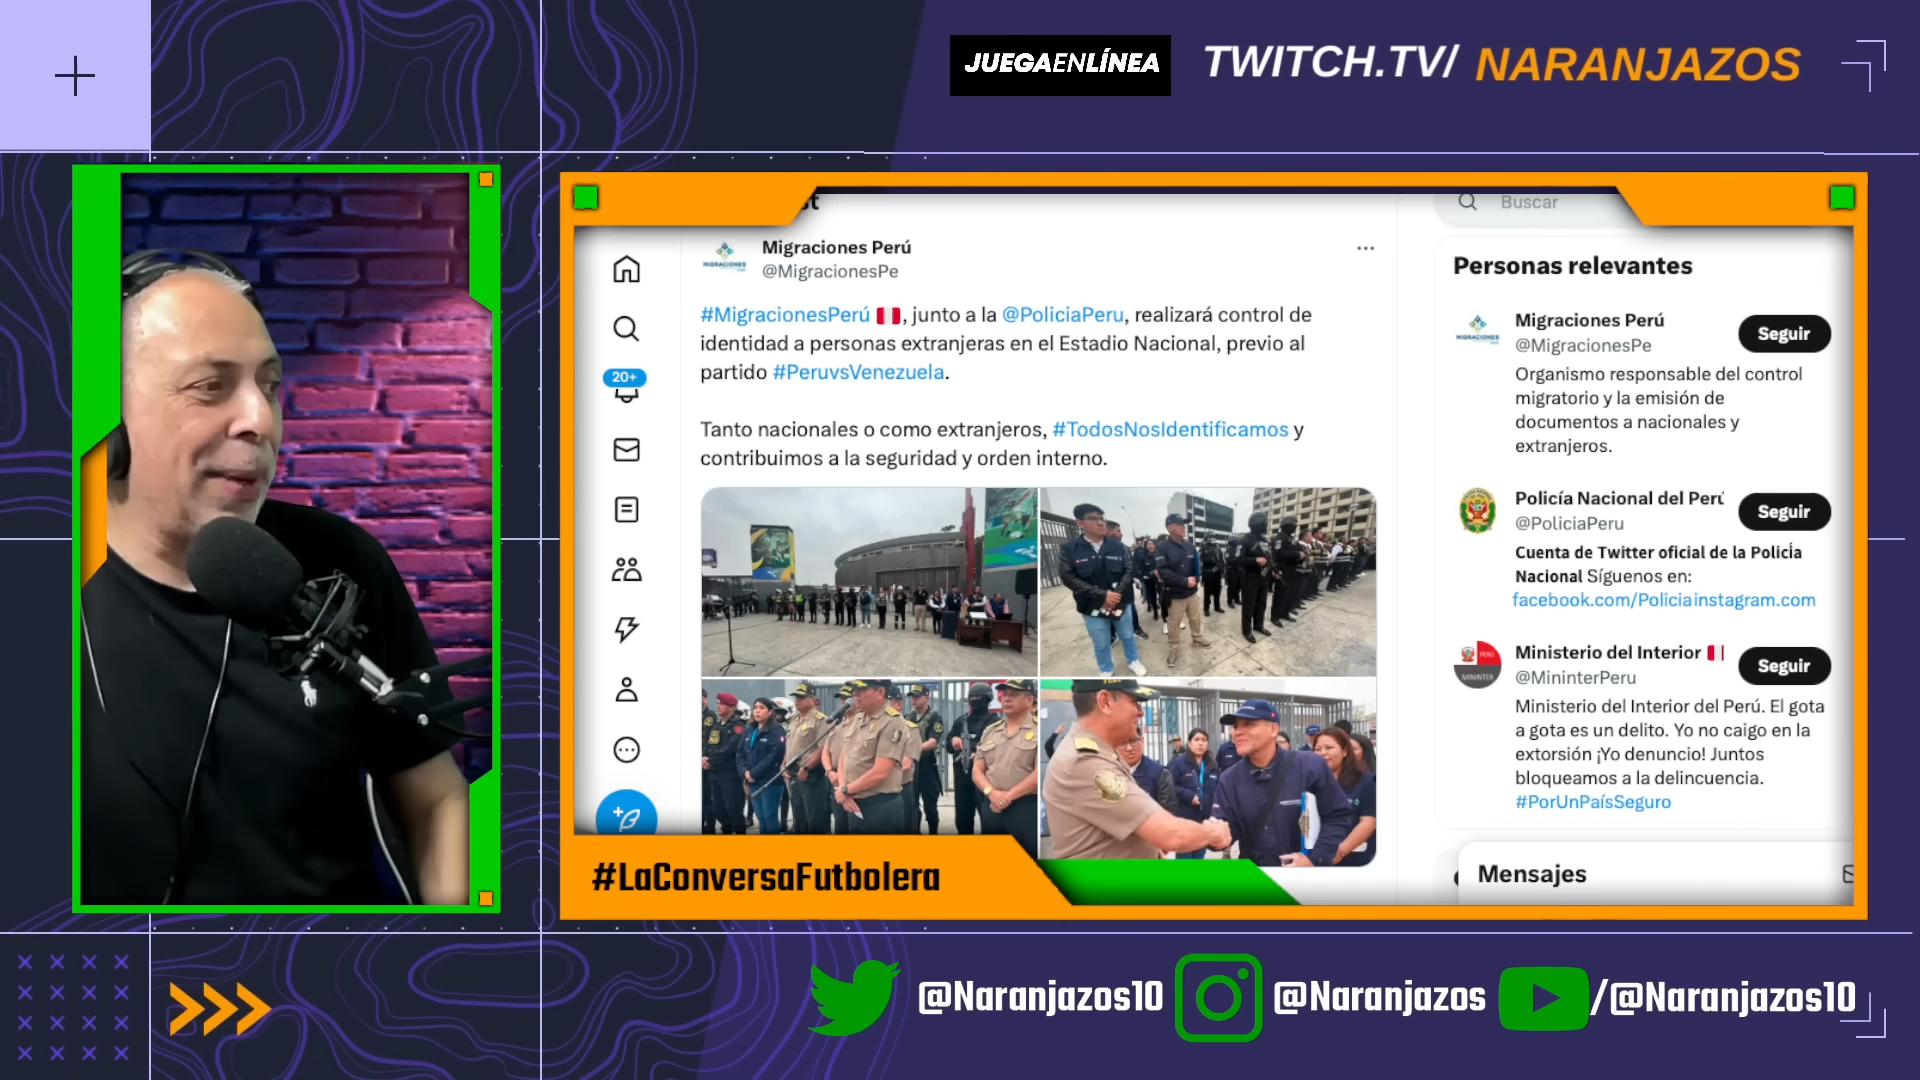 JUEGAENLÍNEA
TWITCH.TV/ NARANJAZOS
Migraciones Perú
@MigracionesPe
#MigracionesPerú, junto a la @PoliciaPeru, realizará control de
identidad a personas extranjeras en el Estadio Nacional, previo al
partido #PeruvsVenezuela.
Tanto nacionales o como extranjeros, #TodosNosIdentificamos y
contribuimos a la seguridad y orden interno.
20+
Buscar
Personas relevantes
Migraciones Perú
@MigracionesPe
Seguir
Organismo responsable del control
migratorio y la emisión de
documentos a nacionales y
extranjeros.
Policía Nacional del Perú
@PoliciaPeru
Seguir
Cuenta de Twitter oficial de la Policía
Nacional Síguenos en:
facebook.com/Policiainstagram.com
Ministerio del Interior
@MininterPeru
Seguir
Ministerio del Interior del Perú. El gota
a gota es un delito. Yo no caigo en la
extorsión ¡Yo denuncio! Juntos
bloqueamos a la delincuencia.
#PorUnPaísSeguro
Mensajes
#LaConversaFutbolera
@Naranjazos10
@Naranjazos
/@Naranjazos10